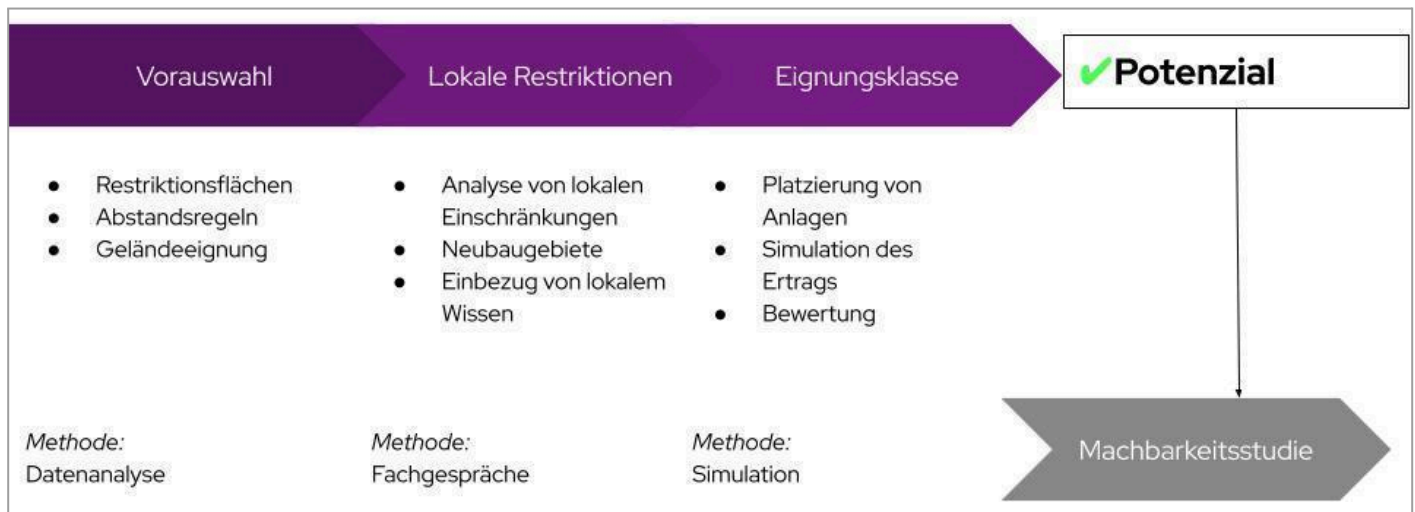 Vorauswahl
Lokale Restriktionen
Eignungsklasse
✔Potenzial
● Restriktionsflächen
● Abstandsregeln
● Geländeeignung
● Analyse von lokalen
Einschränkungen
● Neubaugebiete
● Einbezug von lokalem
Wissen
● Platzierung von
Anlagen
● Simulation des
Ertrags
● Bewertung
Methode:
Datenanalyse
Methode:
Fachgespräche
Methode:
Simulation
Machbarkeitsstudie